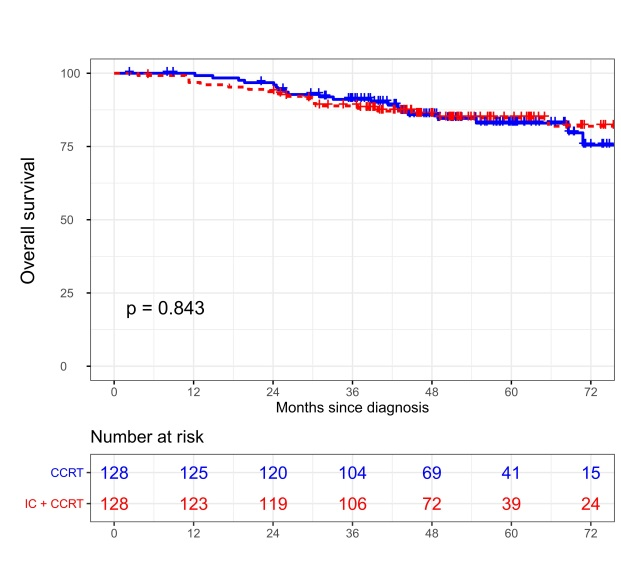 100
75
50
25
0
Overall survival
p = 0.843
0 12 24 36 48 60 72
Months since diagnosis
Number at risk
CCRT 128 125 120 104 69 41 15
IC + CCRT 128 123 119 106 72 39 24
0 12 24 36 48 60 72